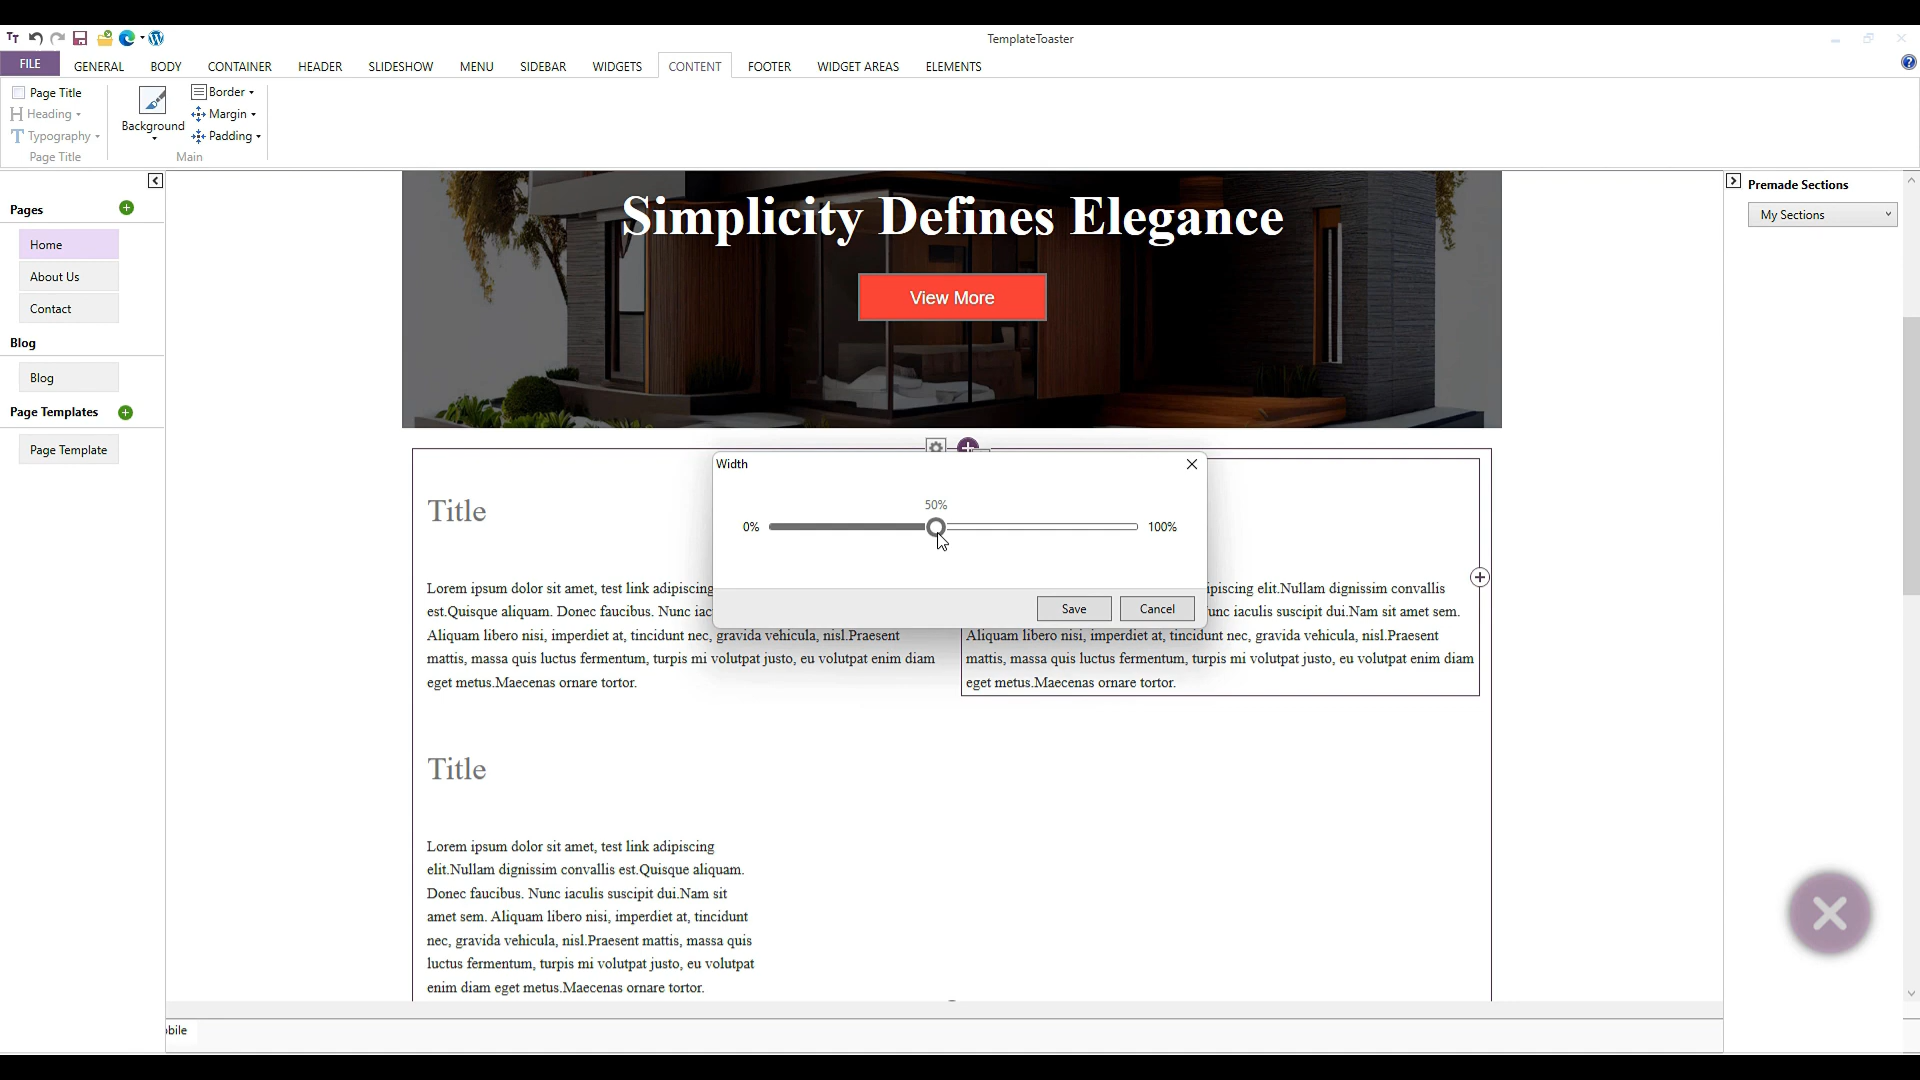 TT
TemplateToaster
FILE GENERAL BODY CONTAINER HEADER SLIDESHOW MENU SIDEBAR WIDGETS CONTENT FOOTER WIDGET AREAS ELEMENTS
Page Title
Heading
Typography
Page Title
Background
Border
Margin
Padding
Main
Pages
Home
About Us
Contact
Blog
Blog
Page Templates
Page Template
Simplicity Defines Elegance
View More
Premade Sections
My Sections
Width
50%
0% 100%
Save Cancel
Title
Lorem ipsum dolor sit amet, test link adipiscing
est.Quisque aliquam. Donec faucibus. Nunc iac
Aliquam libero nisi, imperdiet at, tincidunt nec, gravida vehicula, nisl.Praesent
mattis, massa quis luctus fermentum, turpis mi volutpat justo, eu volutpat enim diam
eget metus.Maecenas ornare tortor.
ipiscing elit.Nullam dignissim convallis
unc iaculis suscipit dui.Nam sit amet sem.
Aliquam libero nisi, imperdiet at, tincidunt nec, gravida vehicula, nisl.Praesent
mattis, massa quis luctus fermentum, turpis mi volutpat justo, eu volutpat enim diam
eget metus.Maecenas ornare tortor.
Title
Lorem ipsum dolor sit amet, test link adipiscing
elit.Nullam dignissim convallis est.Quisque aliquam.
Donec faucibus. Nunc iaculis suscipit dui.Nam sit
amet sem. Aliquam libero nisi, imperdiet at, tincidunt
nec, gravida vehicula, nisl.Praesent mattis, massa quis
luctus fermentum, turpis mi volutpat justo, eu volutpat
enim diam eget metus.Maecenas ornare tortor.
bile